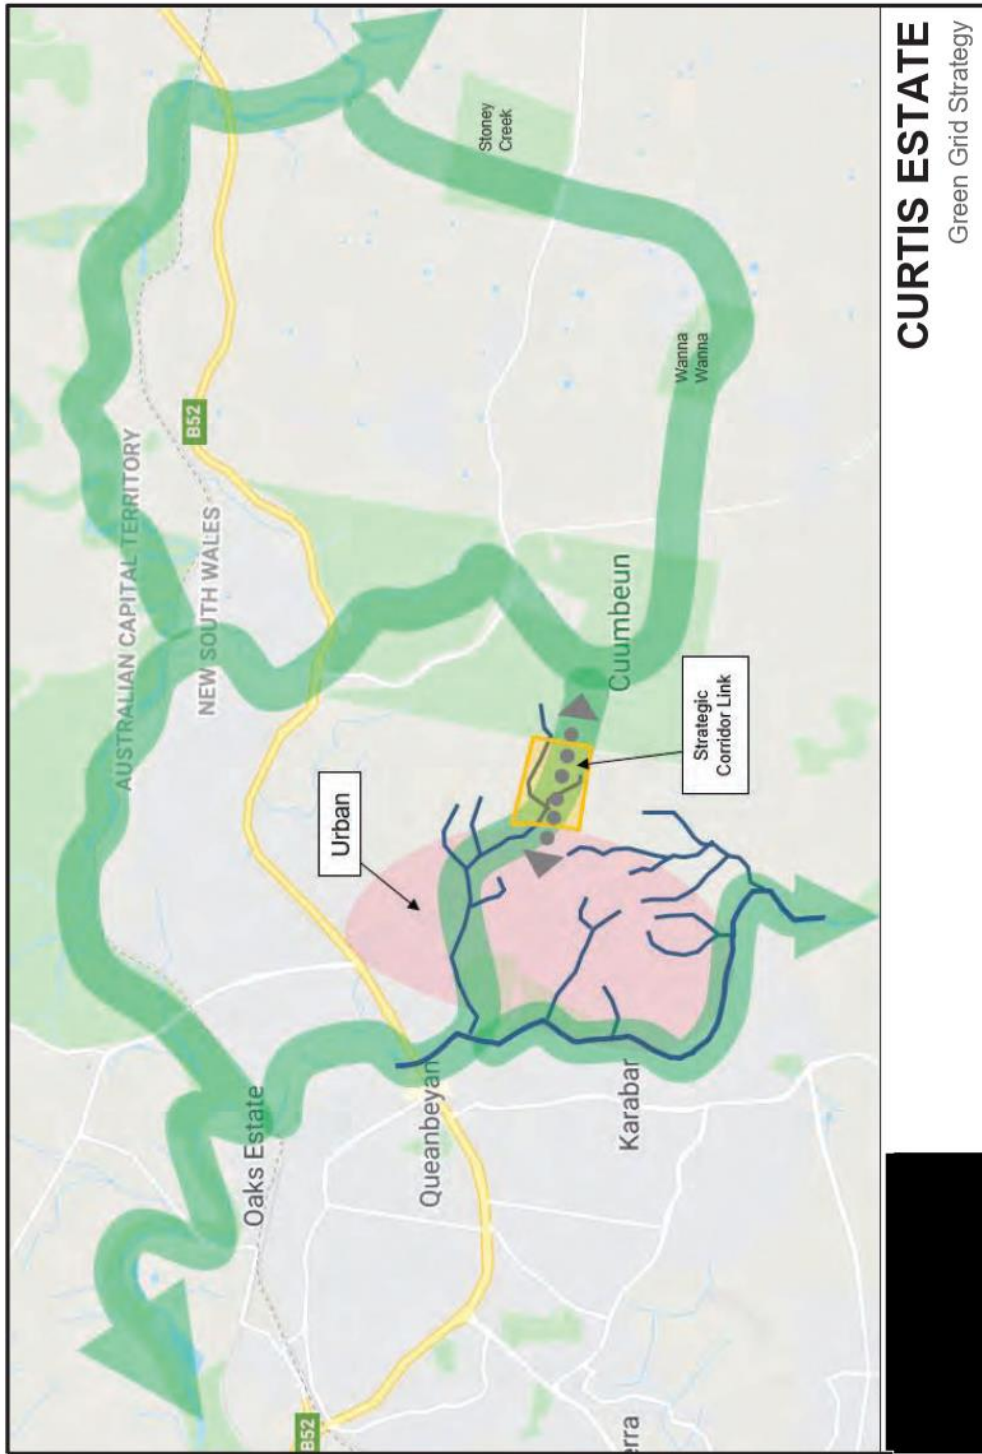 CURTIS ESTATE
Green Grid Strategy
AUSTRALIAN CAPITAL TERRITORY
NEW SOUTH WALES
B52
Stoney
Creek
Wanna
Wanna
Cuumbeun
Strategic
Corridor Link
Urban
Oaks Estate
Queanbeyan
Karabar
B52
rra